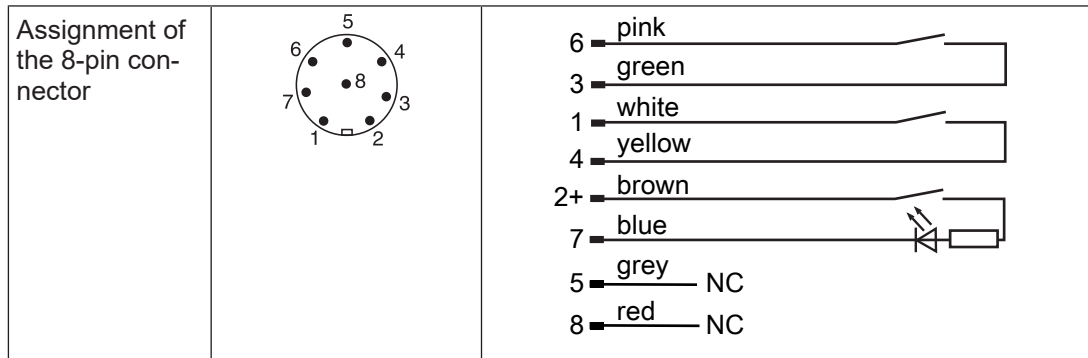 Assignment of
the 8-pin con-
nector
5
6
4
8
7
3
1
2
6 pink
3 green
1 white
4 yellow
2+ brown
7 blue
5 grey NC
8 red NC